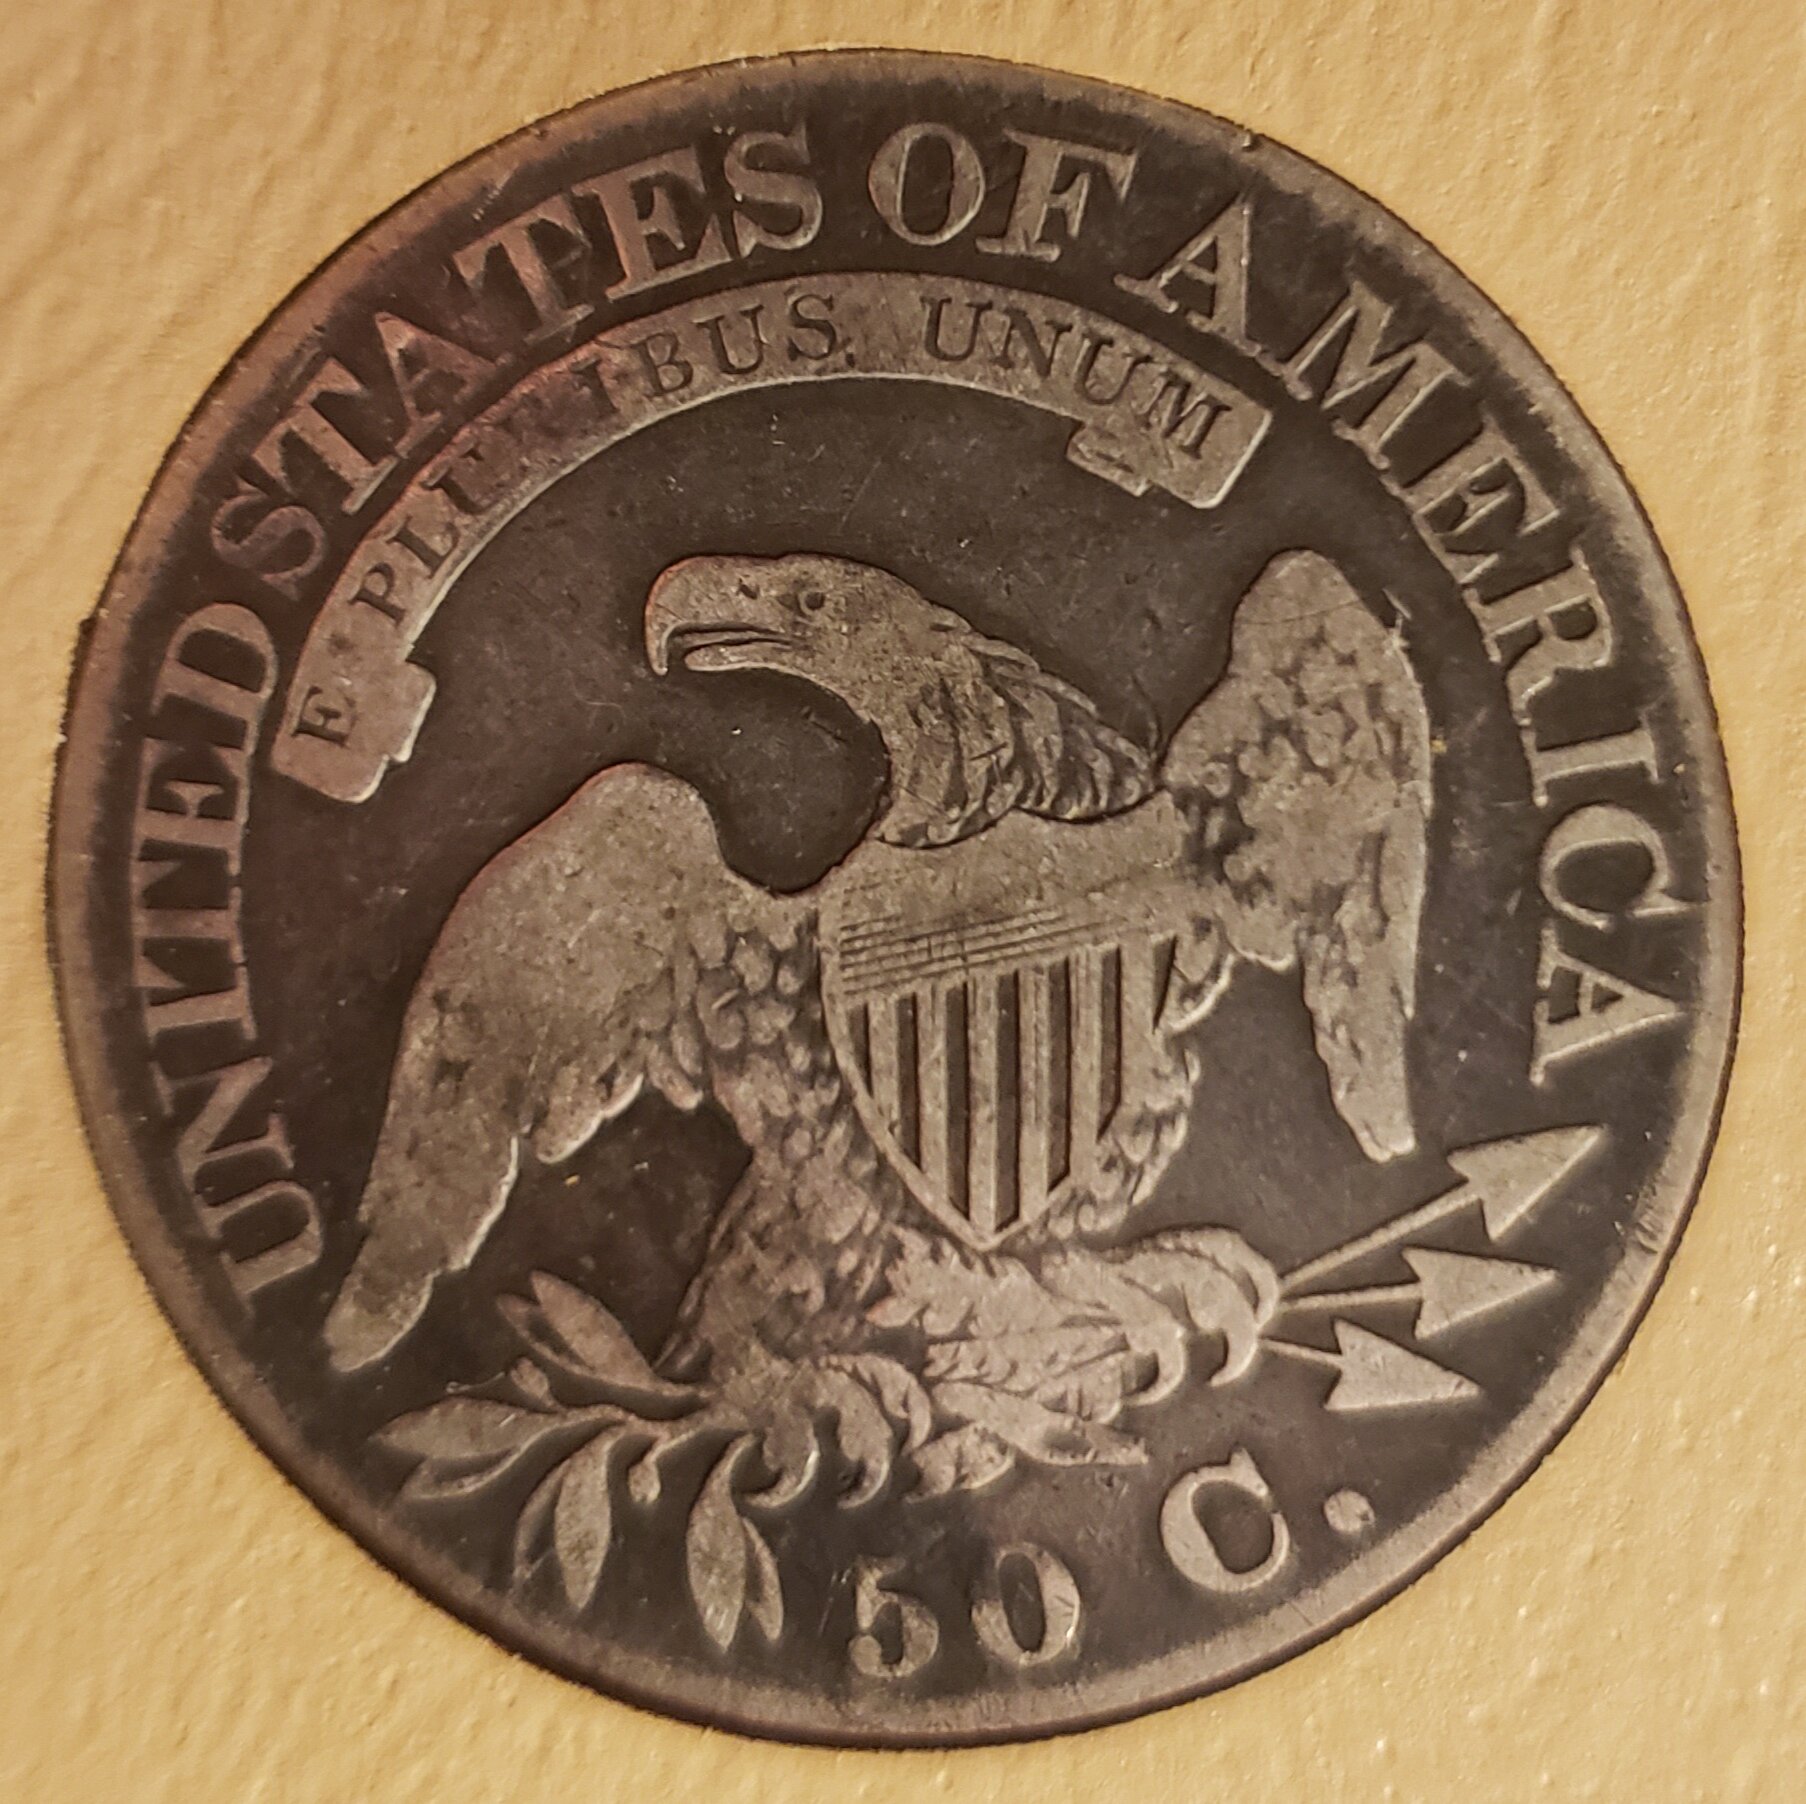 UNITED STATES OF AMERICA
E PLURIBUS UNUM
50 C.